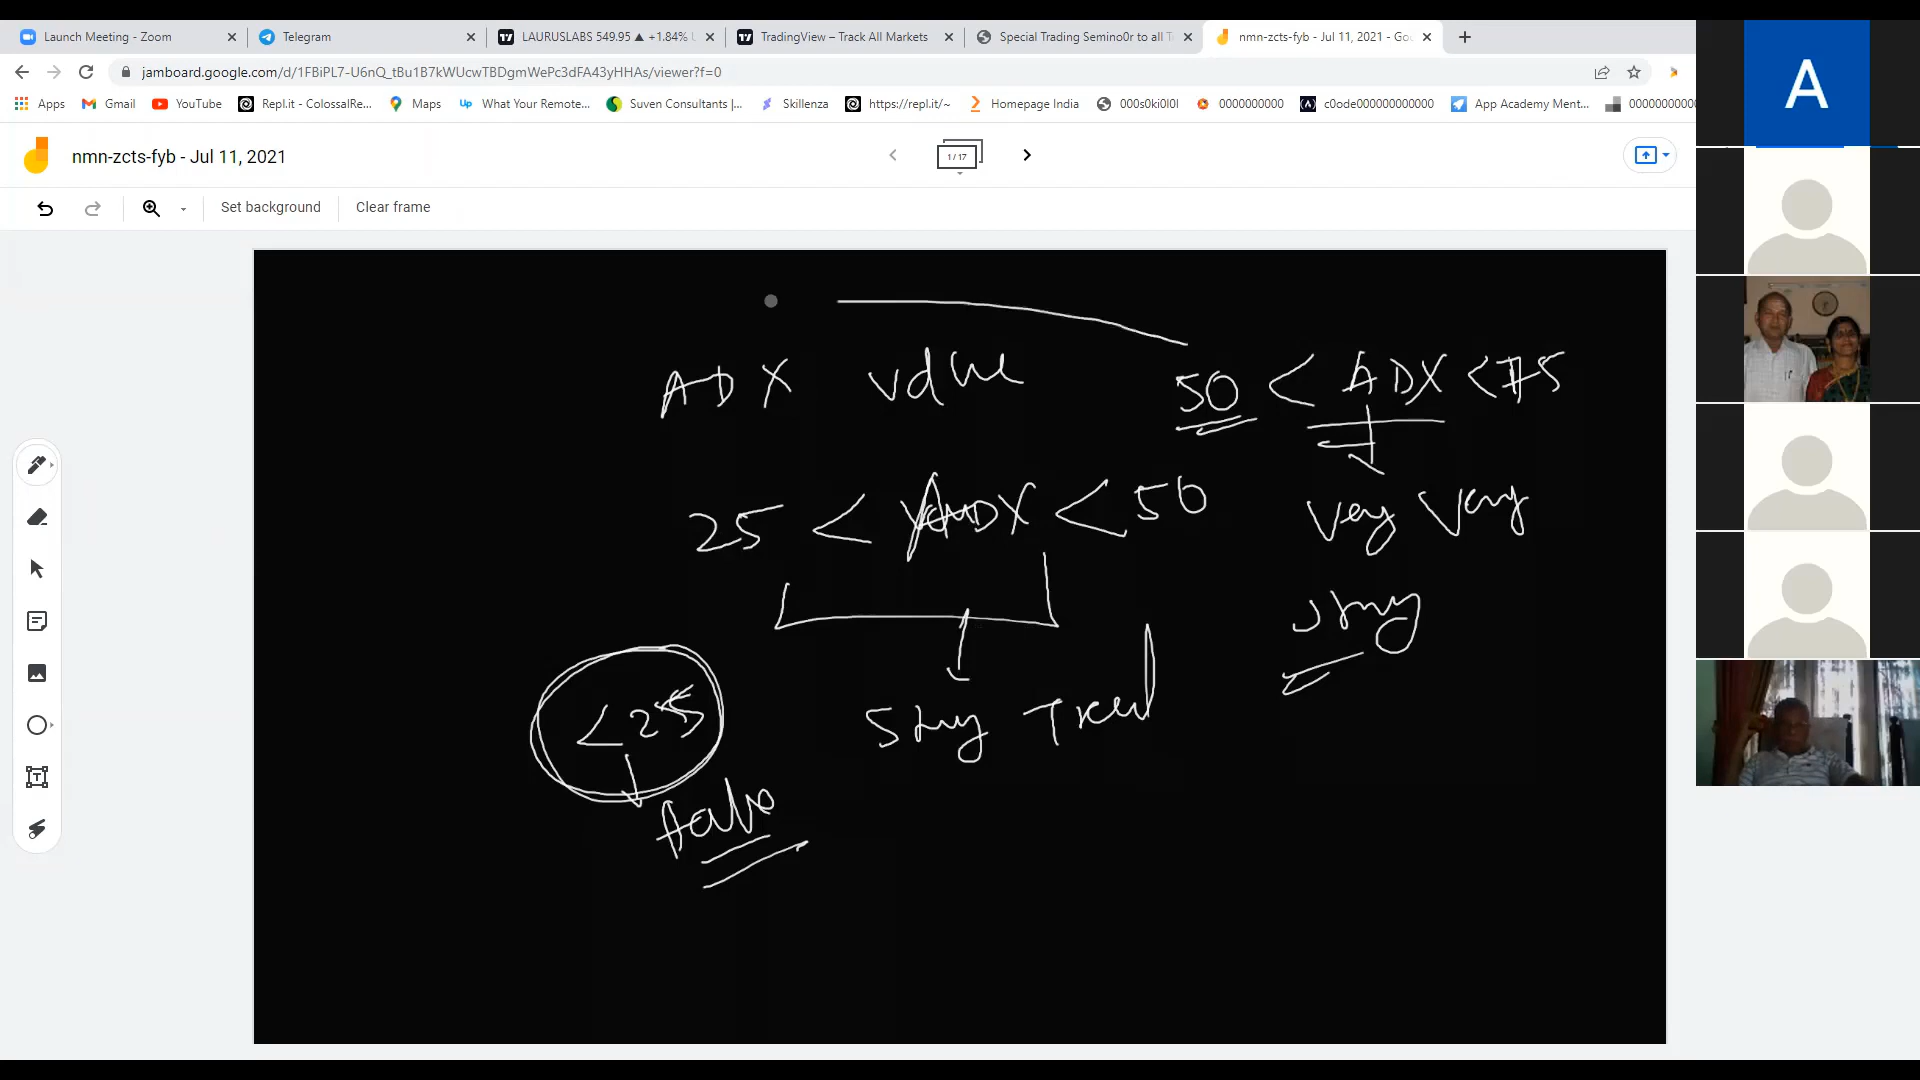 Launch Meeting - Zoom
Telegram
LAURUSLABS 549.95 ▲ +1.84%
TradingView – Track All Markets
Special Trading Semino0r to all T
nmn-zcts-fyb - Jul 11, 2021 - Go
jamboard.google.com/d/1FBiPL7-U6nQ_tBu1B7kWUcwTBDgmWePc3dFA43yHHAs/viewer?f=0
Apps
Gmail
YouTube
Repl.it - ColossalRe...
Maps
Up
What Your Remote...
Suven Consultants |...
Skillenza
https://repl.it/~
Homepage India
000s0ki0l0l
0000000000
c0ode000000000000
App Academy Ment...
0000000000
nmn-zcts-fyb - Jul 11, 2021
1 / 17
Set background
Clear frame
A
ADX value
50 < ADX < 75
25 < ADX < 50
Very Very
<25